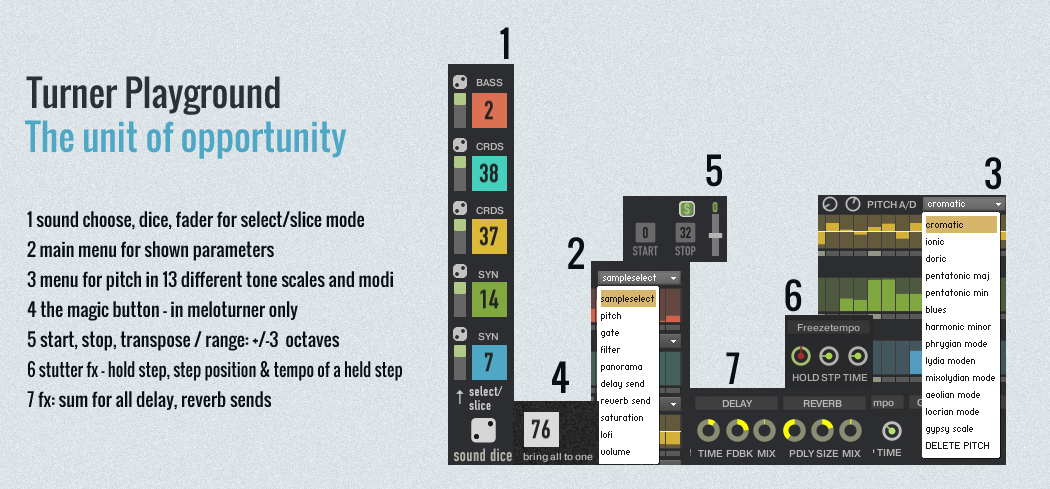 Turner Playground
The unit of opportunity
1 sound choose, dice, fader for select/slice mode
2 main menu for shown parameters
3 menu for pitch in 13 different tone scales and modi
4 the magic button - in meloturner only
5 start, stop, transpose / range: +/-3 octaves
6 stutter fx - hold step, step position & tempo of a held step
7 fx: sum for all delay, reverb sends
1
BASS
2
CRDS
38
CRDS
37
SYN
14
SYN
7
↑ select/
slice
sound dice
4
76
bring all to one
2
sampleselect
sampleselect
pitch
gate
filter
panorama
delay send
reverb send
saturation
lofi
volume
5
S
0
0
32
START
STOP
7
DELAY
REVERB
TIME FDBK MIX
PDLY SIZE MIX
6
Freezetempo
HOLD STP TIME
mpo
TIME
3
PITCH A/D
cromatic
cromatic
ionic
doric
pentatonic maj
pentatonic min
blues
harmonic minor
phrygian mode
lydia moden
mixolydian mode
aeolian mode
locrian mode
gypsy scale
DELETE PITCH